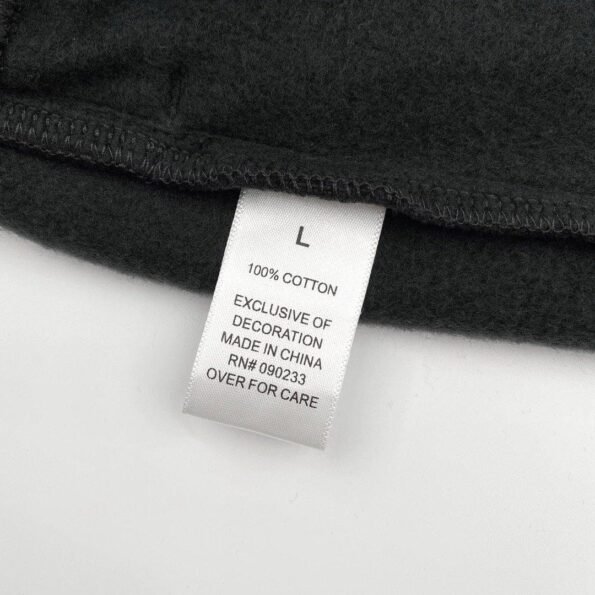 L
100% COTTON
EXCLUSIVE OF
DECORATION
MADE IN CHINA
RN# 090233
OVER FOR CARE